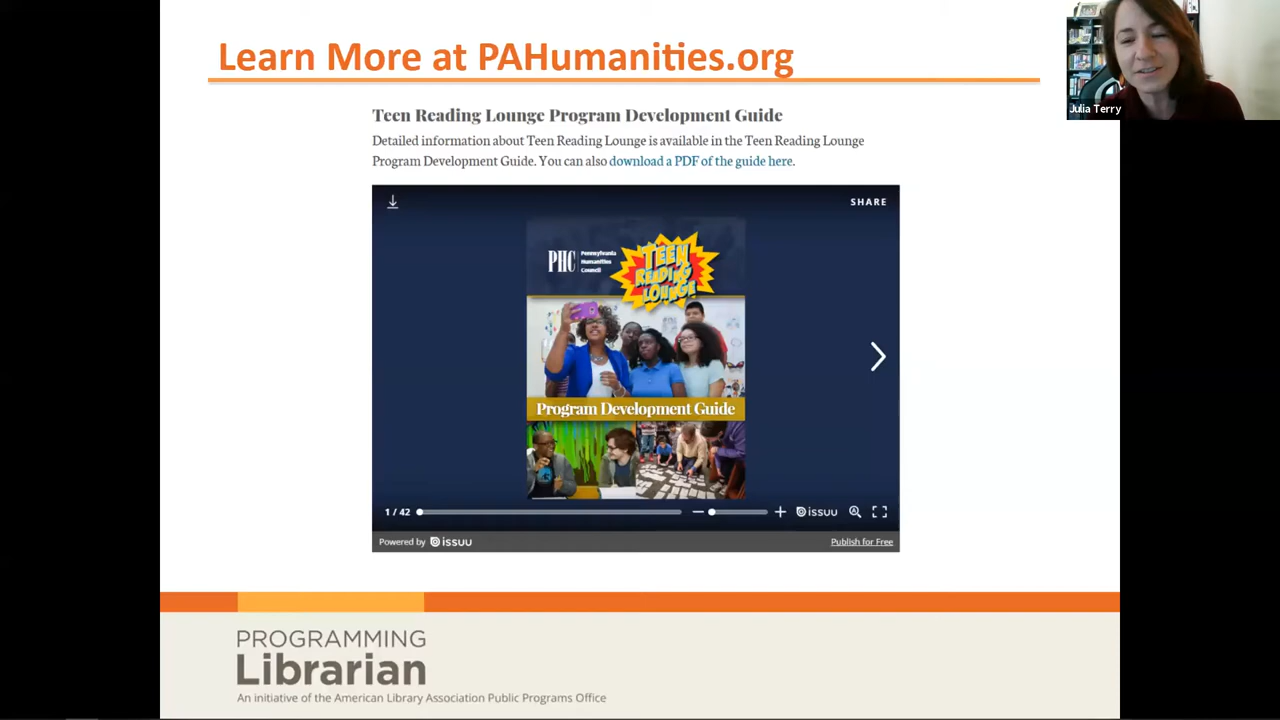 Learn More at PAHumanities.org
Julia Terry
Teen Reading Lounge Program Development Guide
Detailed information about Teen Reading Lounge is available in the Teen Reading Lounge
Program Development Guide. You can also download a PDF of the guide here.
SHARE
PHC Pennsylvania
Humanities
Council
TEEN
READING
LOUNGE
Program Development Guide
1 / 42
issuu
Powered by issuu
Publish for Free
PROGRAMMING
Librarian
An initiative of the American Library Association Public Programs Office